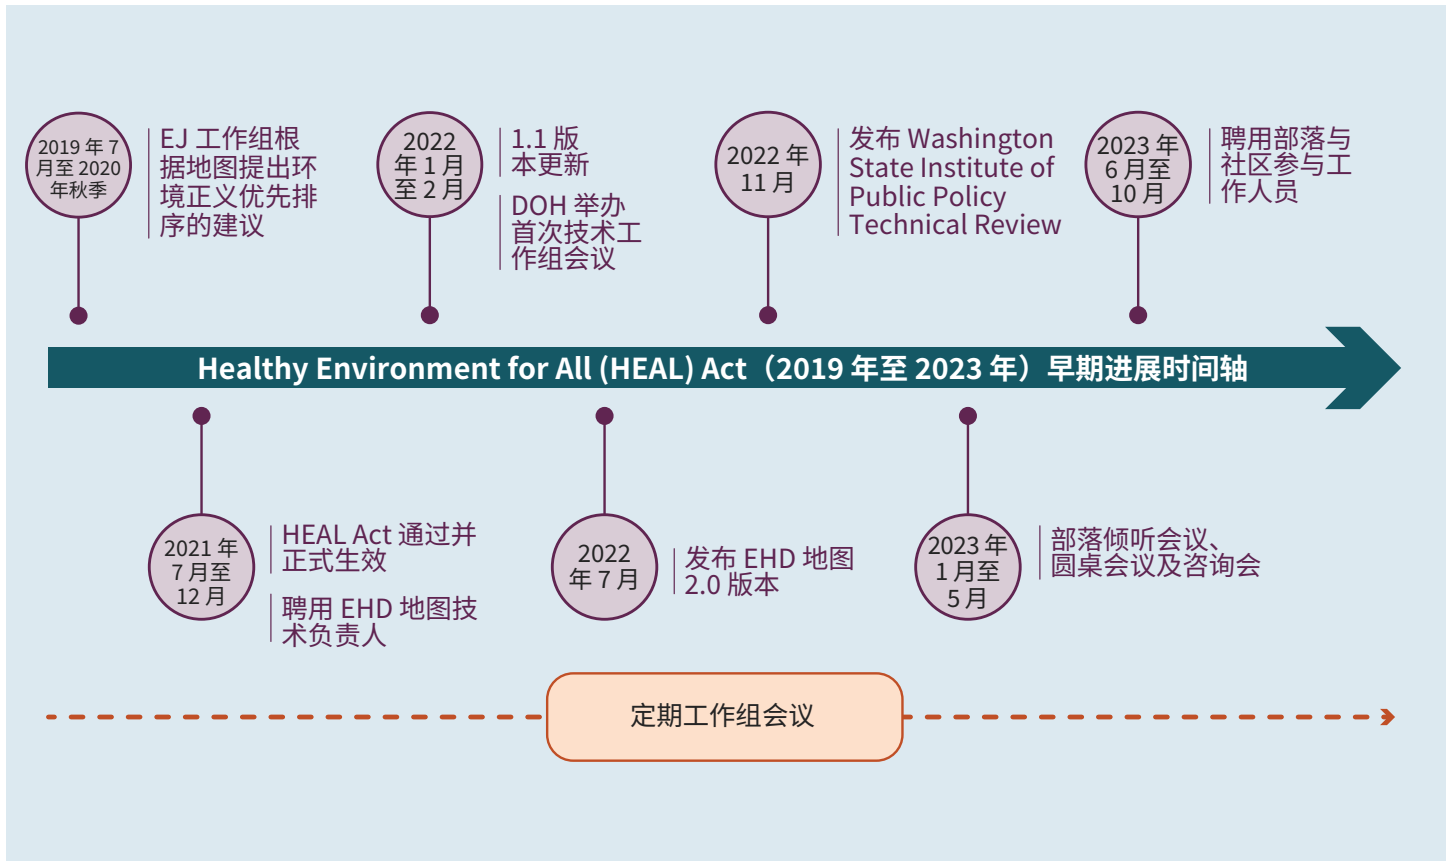 2019 年 7
月至 2020
年秋季
EJ 工作组根
据地图提出环
境正义优先排
序的建议
2022
年 1 月
至 2 月
1.1 版
本更新
DOH 举办
首次技术工
作组会议
2022 年
11 月
发布 Washington
State Institute of
Public Policy
Technical Review
2023 年
6 月至
10 月
聘用部落与
社区参与工
作人员
Healthy Environment for All (HEAL) Act（2019 年至 2023 年）早期进展时间轴
2021 年
7 月至
12 月
HEAL Act 通过并
正式生效
聘用 EHD 地图技
术负责人
2022
年 7 月
发布 EHD 地图
2.0 版本
2023 年
1 月至
5 月
部落倾听会议、
圆桌会议及咨询会
定期工作组会议